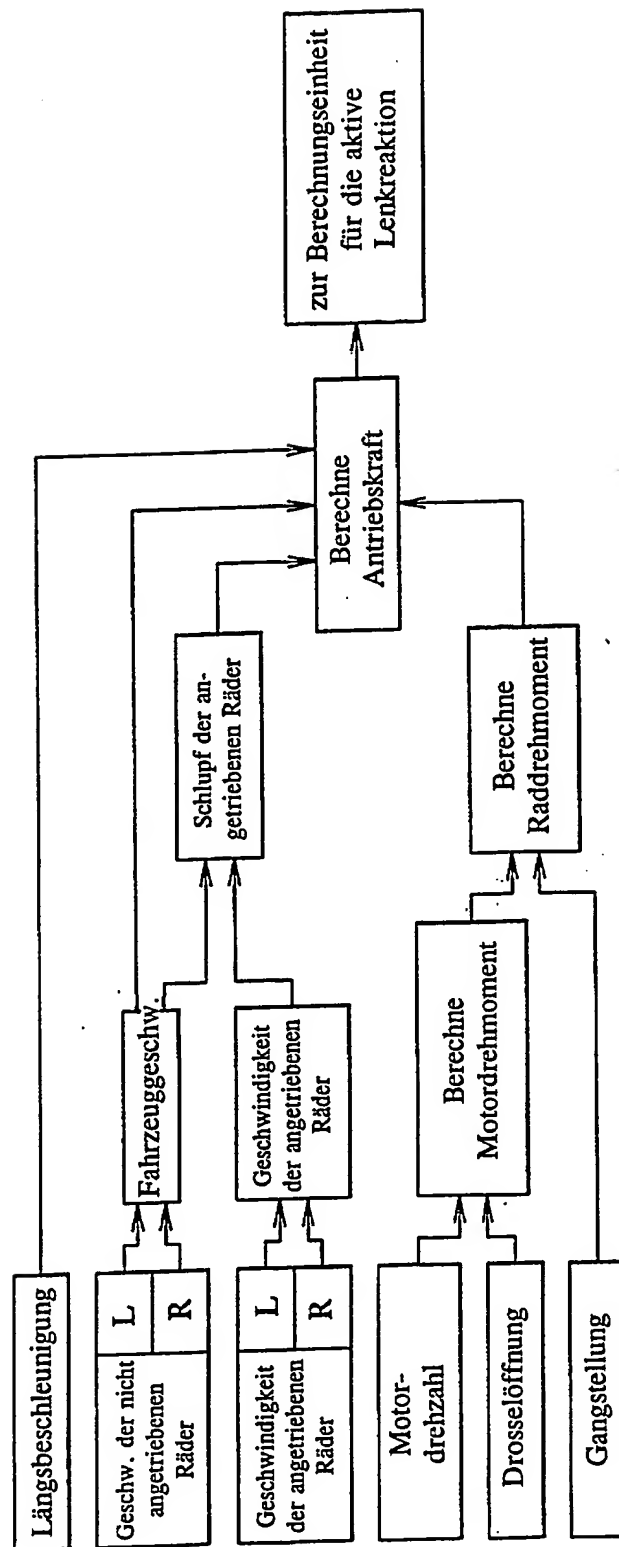 Längsbeschleunigung
Geschw. der nicht
angetriebenen
Räder
L
R
Geschwindigkeit
der angetriebenen
Räder
L
R
Motor-
drehzahl
Drosselöffnung
Gangstellung
Fahrzeuggeschw.
Geschwindigkeit
der angetriebenen
Räder
Berechne
Motordrehmoment
Schlupf der an-
getriebenen Räder
Berechne
Raddrehmoment
Berechne
Antriebskraft
zur Berechnungseinheit
für die aktive
Lenkreaktion